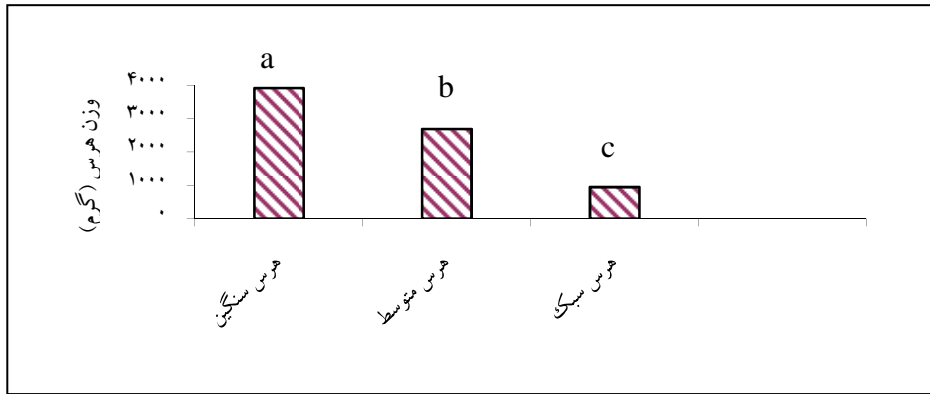 a
b
c
۴۰۰۰
۳۰۰۰
۲۰۰۰
۱۰۰۰
۰
وزن هرس (گرم)
هرس سنگین
هرس متوسط
هرس سبک